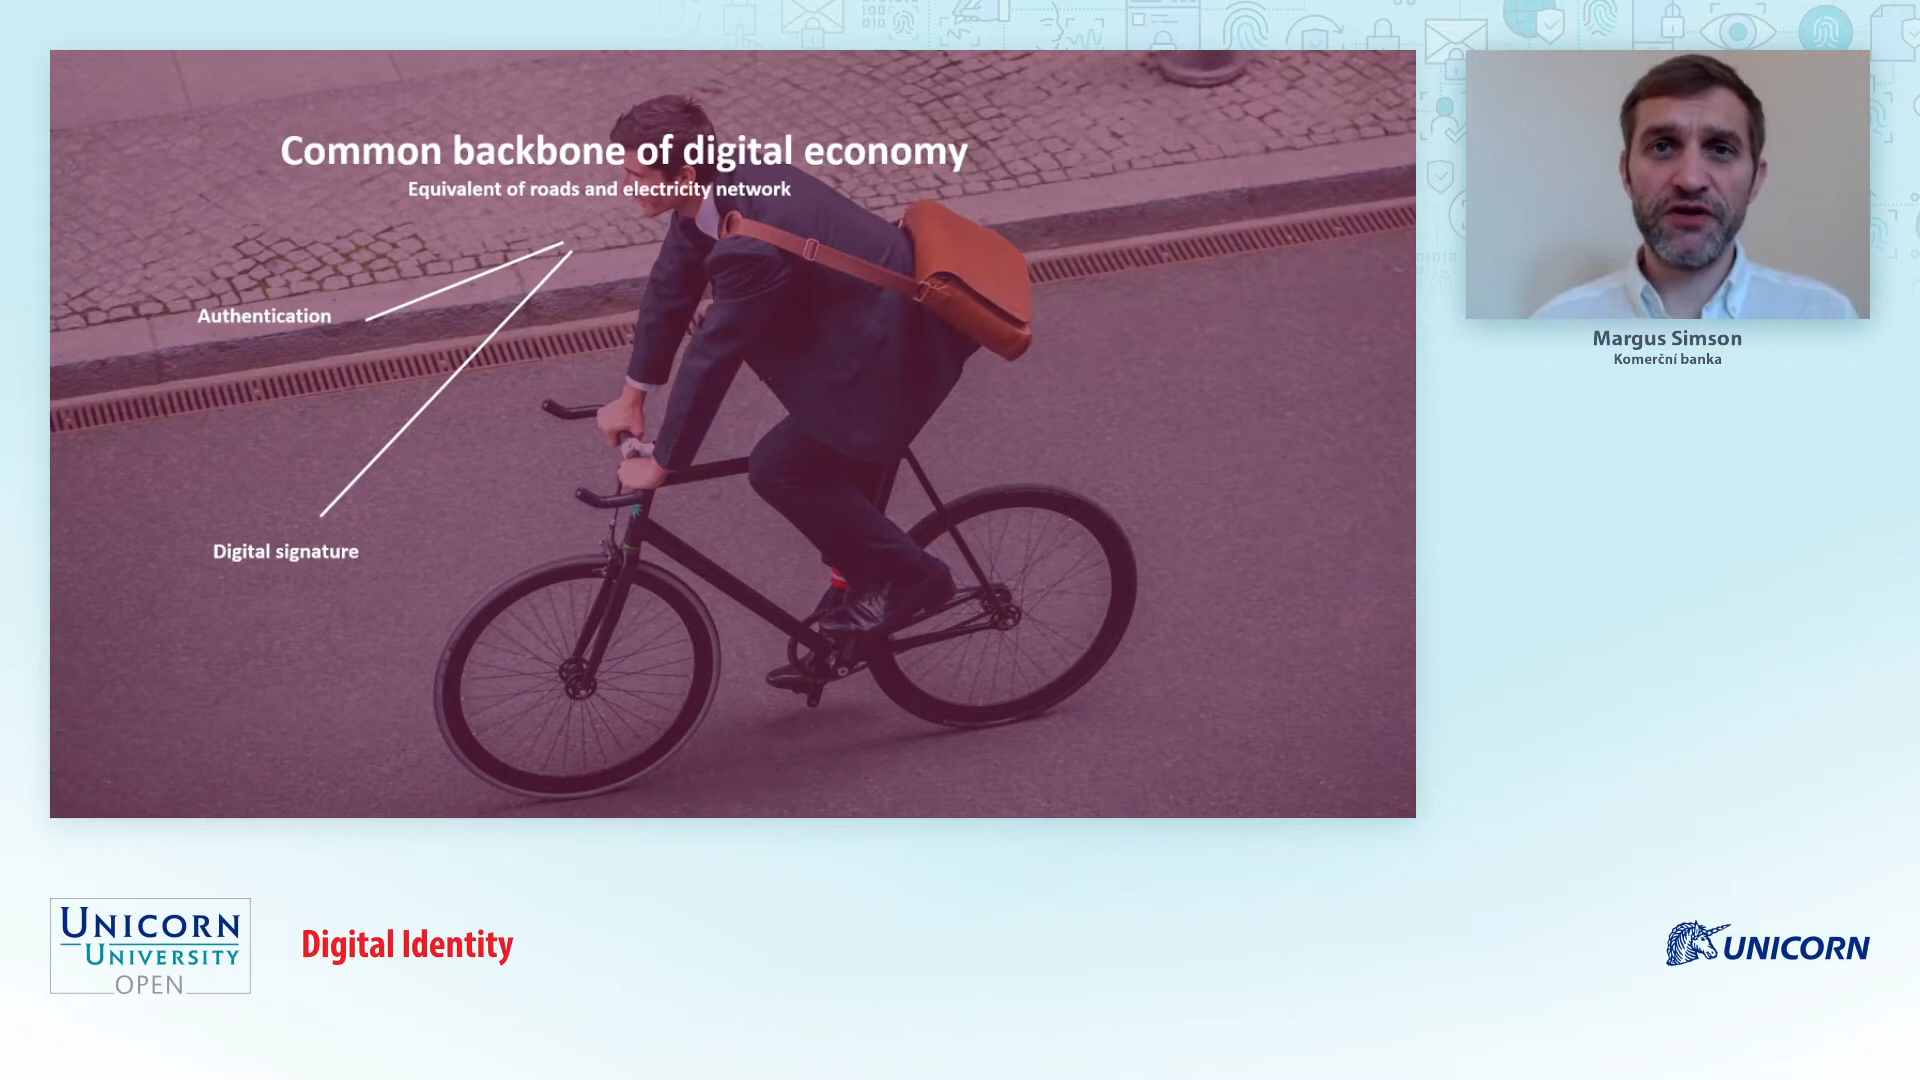 Common backbone of digital economy
Equivalent of roads and electricity network
Authentication
Digital signature
Margus Simson
Komerční banka
UNICORN
UNIVERSITY
OPEN
Digital Identity
UNICORN